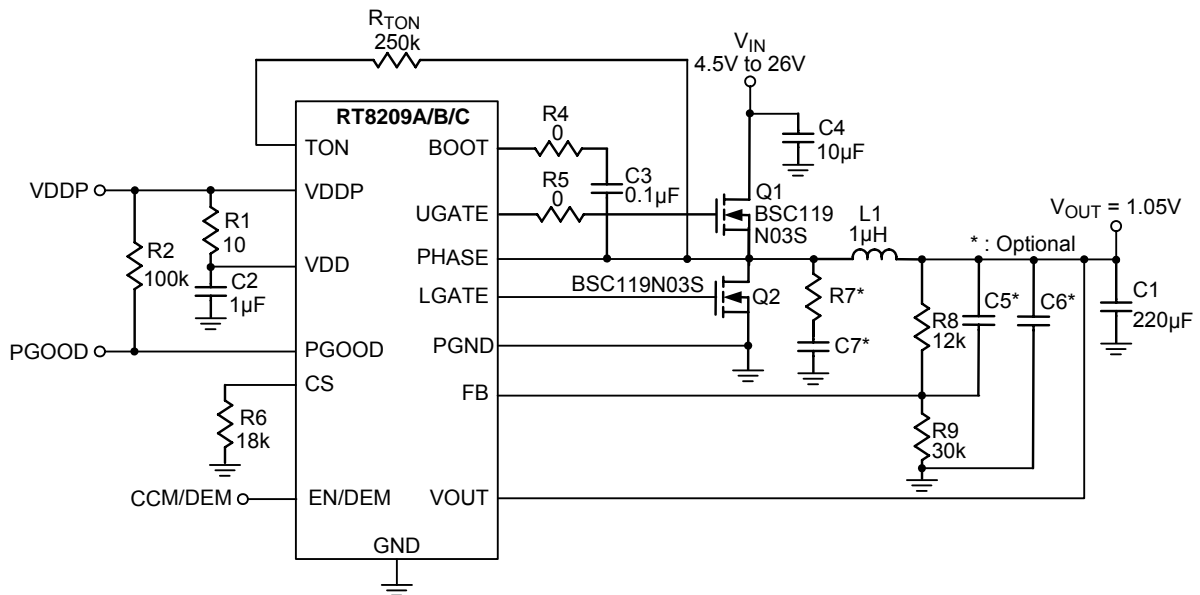 RTON
250k
VIN
4.5V to 26V
RT8209A/B/C
TON
BOOT
R4
0
C4
10µF
VDDP
VDDP
R5
0
C3
0.1µF
Q1
BSC119
N03S
R1
10
UGATE
L1
1µH
VOUT = 1.05V
R2
100k
* : Optional
VDD
PHASE
C2
1µF
LGATE
BSC119N03S
Q2
R7*
R8
12k
C5*
C6*
C1
220µF
PGOOD
PGOOD
PGND
C7*
CS
FB
R6
18k
R9
30k
CCM/DEM
EN/DEM
VOUT
GND